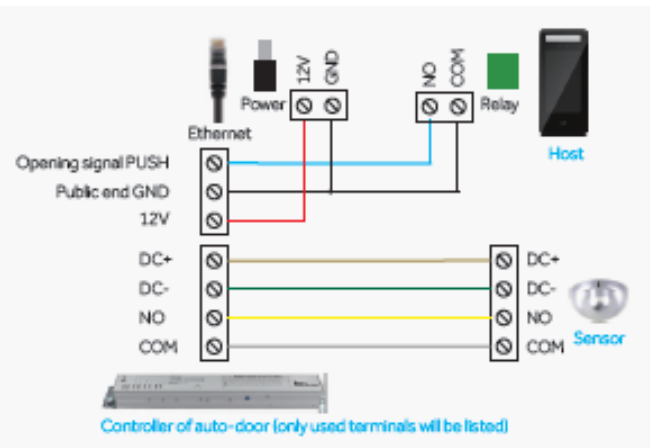 12V
GND
NO
COM
Power
Relay
Ethernet
Host
Opening signal PUSH
Public end GND
12V
DC+
DC-
NO
COM
DC+
DC-
NO
COM
Sensor
Controller of auto-door (only used terminals will be listed)